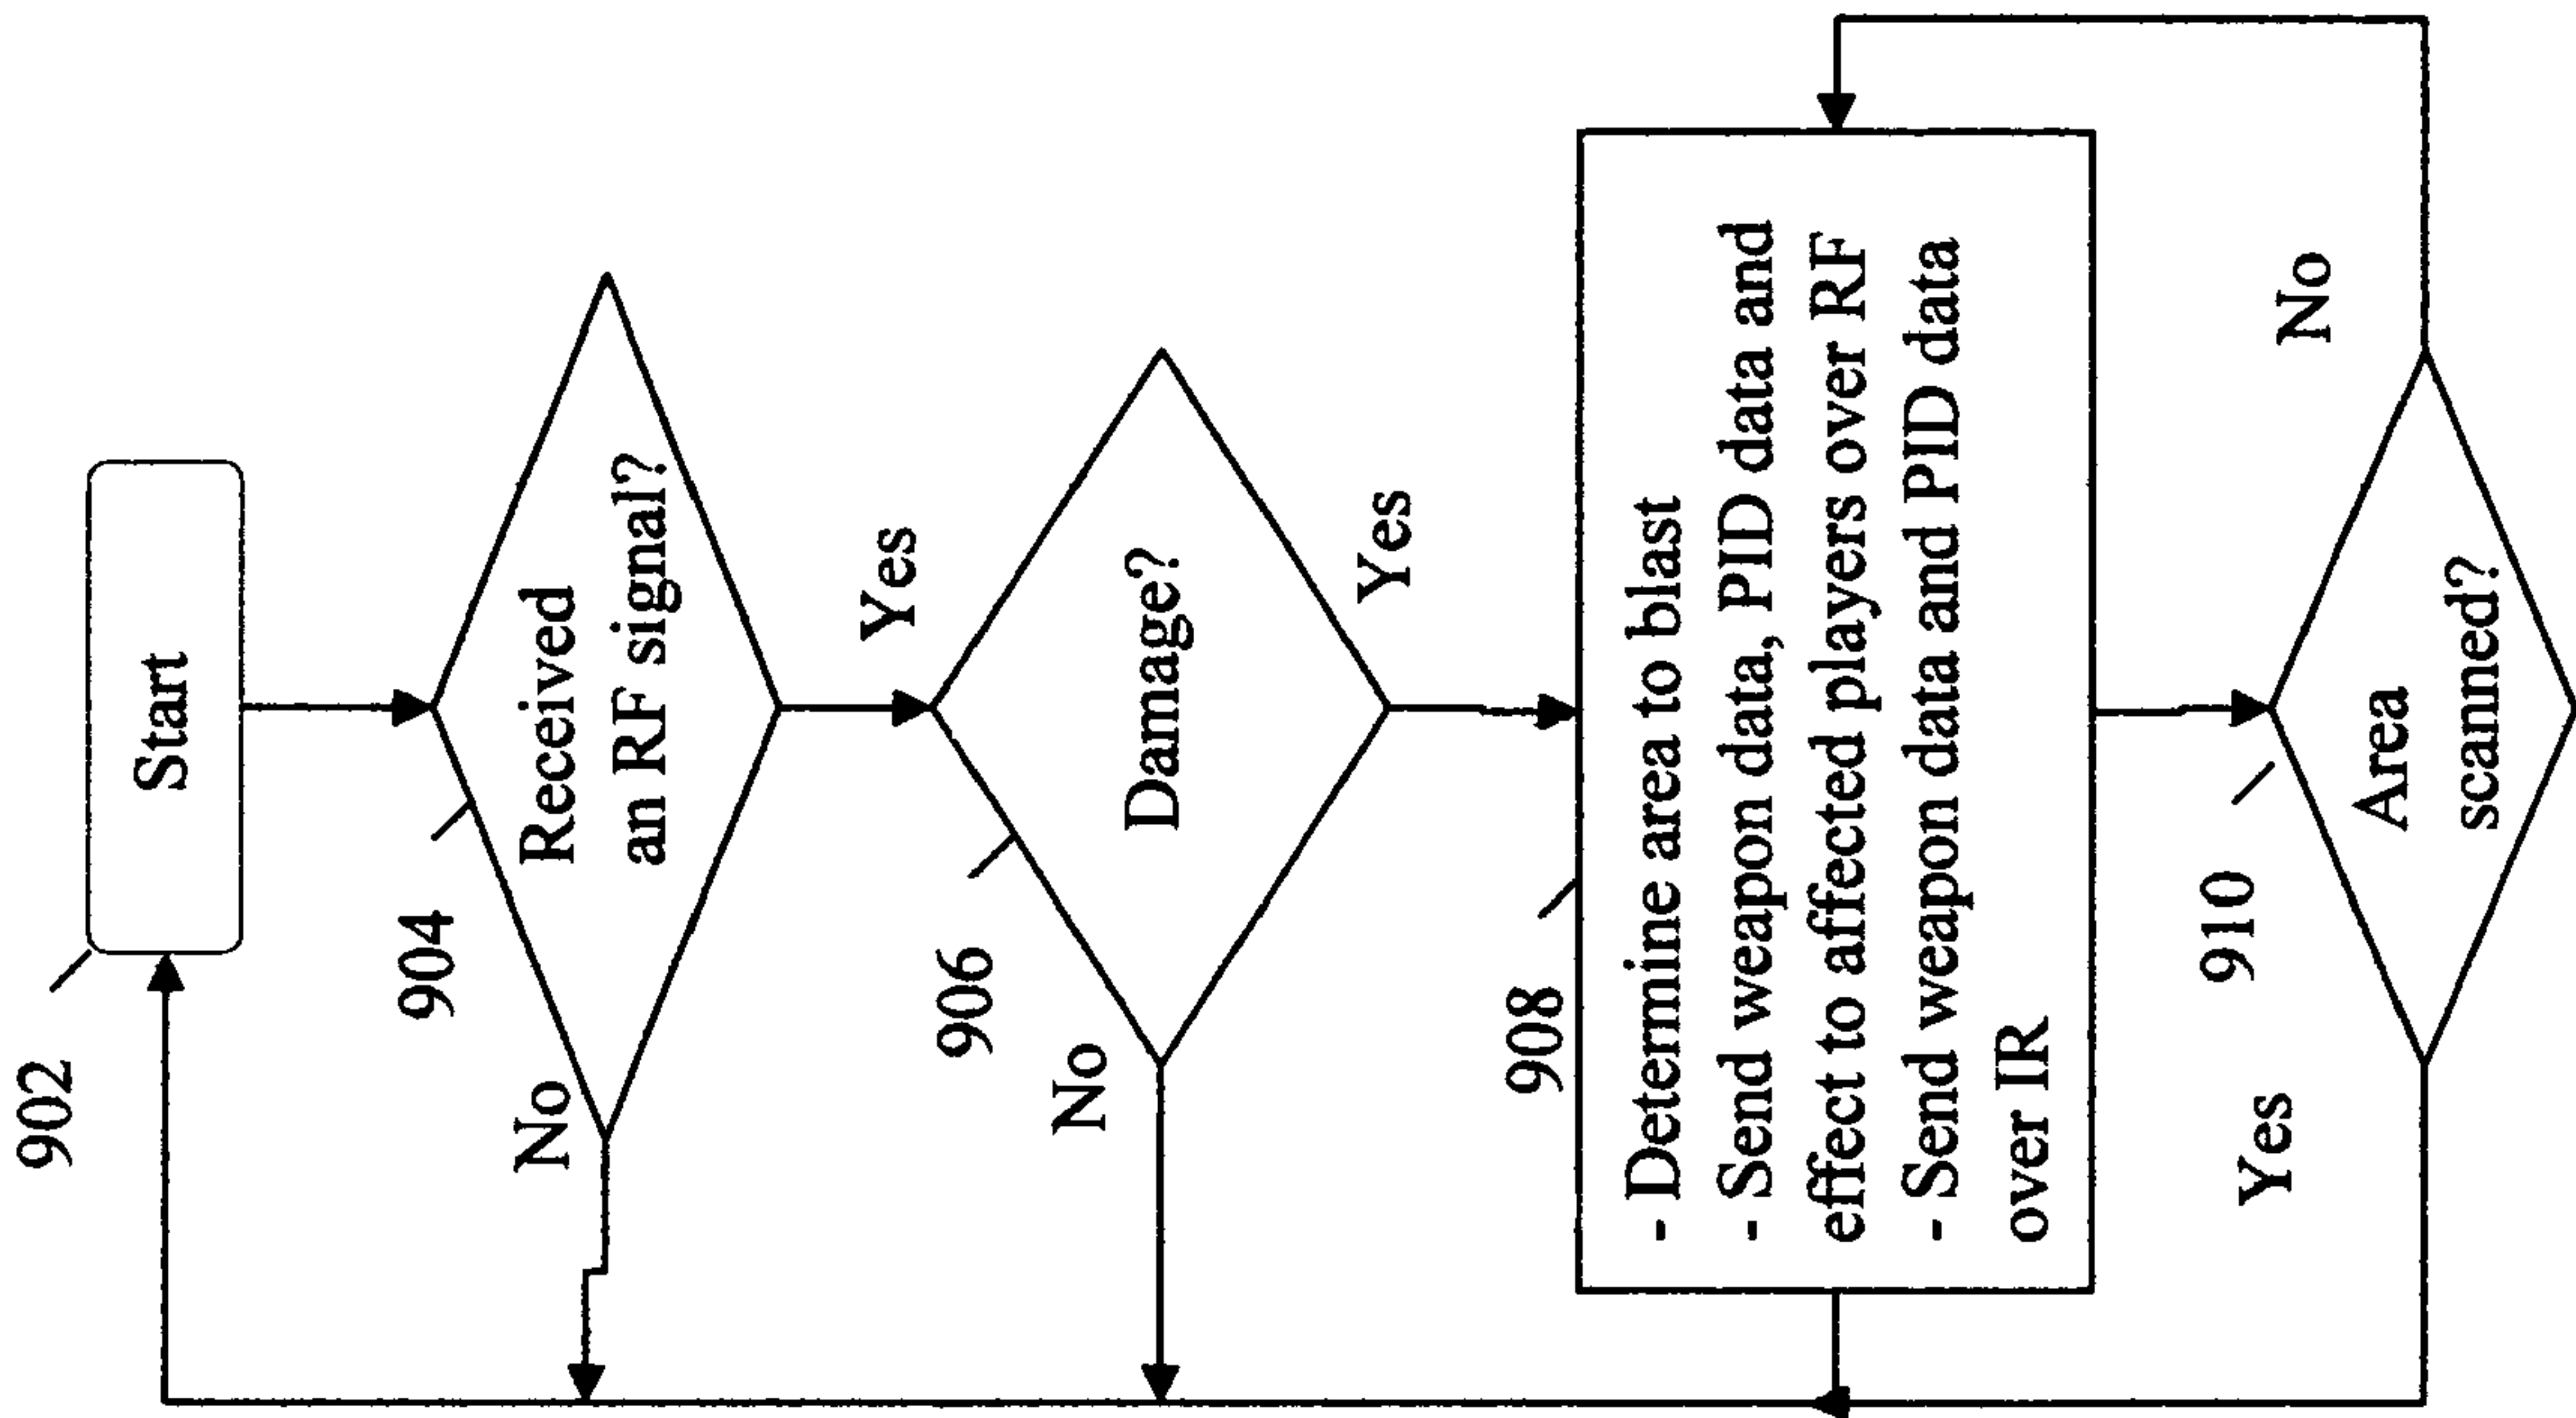 902
Start
904
Received
an RF signal?
No
Yes
906
Damage?
No
Yes
908
- Determine area to blast
- Send weapon data, PID data and
effect to affected players over RF
- Send weapon data and PID data
over IR
910
Area
scanned?
Yes
No